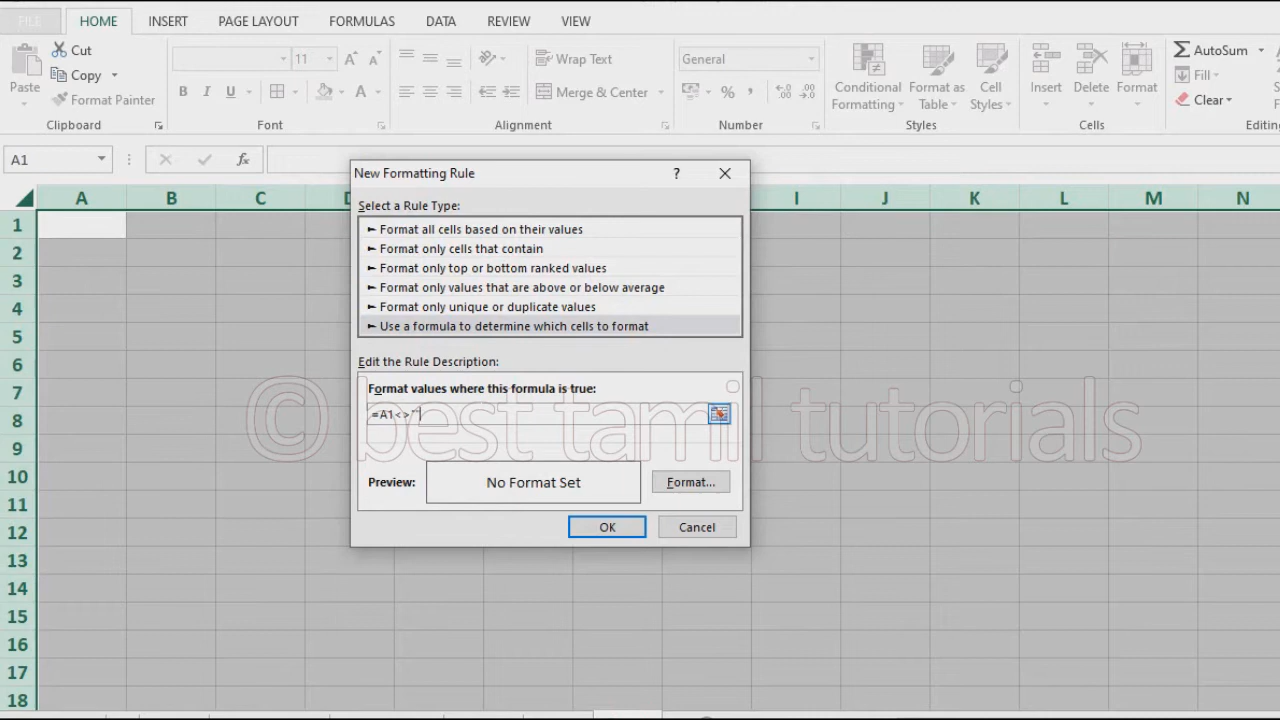 FILE HOME INSERT PAGE LAYOUT FORMULAS DATA REVIEW VIEW
Paste Cut Copy Format Painter
11 B I U A A A
Wrap Text
Merge & Center
General
% ,
Conditional Formatting Format as Table Cell Styles
Insert Delete Format
AutoSum
Fill
Clear
Clipboard Font Alignment Number Styles Cells
A1 fx
New Formatting Rule ?
A B C I J K L M N
Select a Rule Type:
► Format all cells based on their values
► Format only cells that contain
► Format only top or bottom ranked values
► Format only values that are above or below average
► Format only unique or duplicate values
► Use a formula to determine which cells to format
Edit the Rule Description:
Format values where this formula is true:
=A1<>""
© best tamil tutorials
Preview: No Format Set Format...
OK Cancel
1
2
3
4
5
6
7
8
9
10
11
12
13
14
15
16
17
18